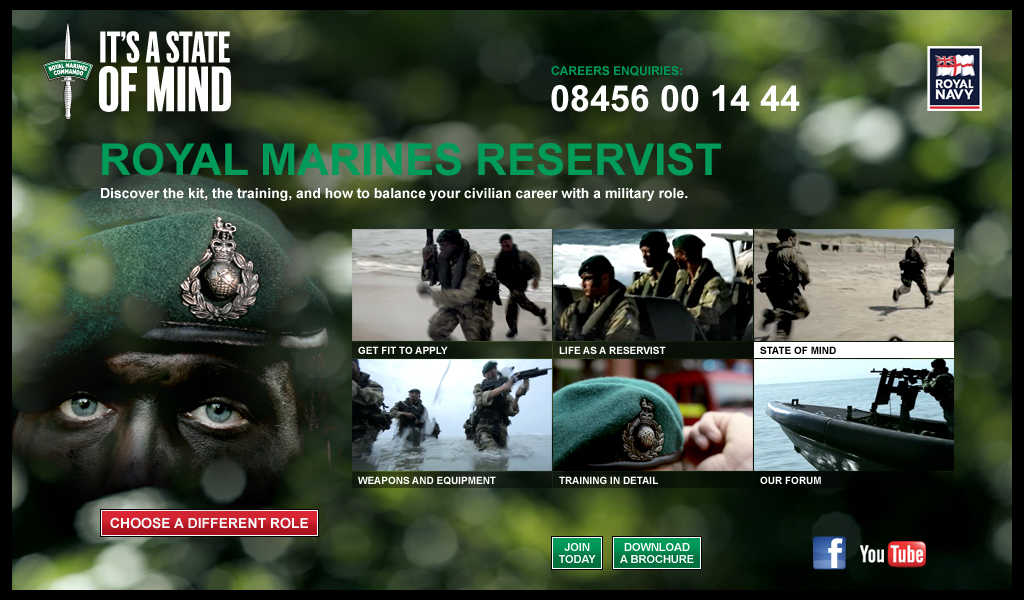 IT'S A STATE
OF MIND
ROYAL MARINES
COMMANDO
CAREERS ENQUIRIES:
08456 00 14 44
ROYAL
NAVY
ROYAL MARINES RESERVIST
Discover the kit, the training, and how to balance your civilian career with a military role.
GET FIT TO APPLY
LIFE AS A RESERVIST
STATE OF MIND
WEAPONS AND EQUIPMENT
TRAINING IN DETAIL
OUR FORUM
CHOOSE A DIFFERENT ROLE
JOIN
TODAY
DOWNLOAD
A BROCHURE
f
YouTube